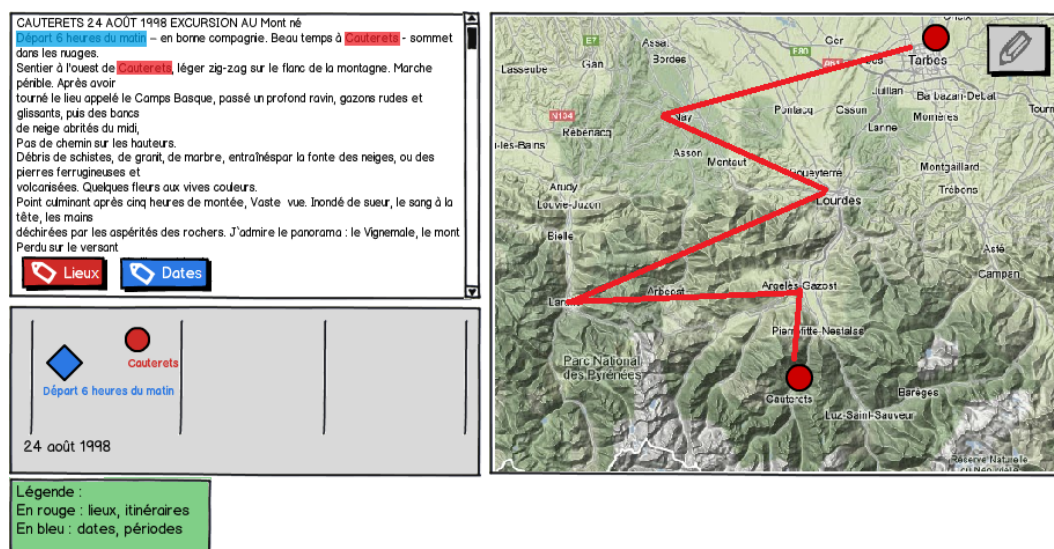 CAUTERETS 24 AOÛT 1998 EXCURSION AU Mont né
Départ 6 heures du matin – en bonne compagnie. Beau temps à Cauterets - sommet
dans les nuages.
Sentier à l'ouest de Cauterets, léger zig-zag sur le flanc de la montagne. Marche
pénible. Après avoir
tourné le lieu appelé le Camps Basque, passé un profond ravin, gazons rudes et
glissants, puis des bancs
de neige abrités du midi,
Pas de chemin sur les hauteurs.
Débris de schistes, de granit, de marbre, entraînéspar la fonte des neiges, ou des
pierres ferrugineuses et
volcanisées. Quelques fleurs aux vives couleurs.
Point culminant après cinq heures de montée, Vaste vue. Inondé de sueur, le sang à la
tête, les mains
déchirées par les aspérités des rochers. J`admire le panorama : le Vignemale, le mont
Perdu sur le versant
Lieux
Dates
Cauterets
Départ 6 heures du matin
24 août 1998
Légende :
En rouge : lieux, itinéraires
En bleu : dates, périodes
E7
Assat
Ger
E80
Tarbes
Lasseube
Gan
Bordes
Juillan
Barbazan-Debat
N134
Nay
Pontacq
Ossun
Momères
Rébénacq
Lanne
Asson
Montaut
Montgaillard
Arudy
Lourdes
Trébons
Louvie-Juzon
Bielle
Asté
Campan
Argelès-Gazost
Arbéost
Pierrefitte-Nestalas
Parc National
des Pyrénées
Cauterets
Barèges
Luz-Saint-Sauveur
Réserve Naturelle